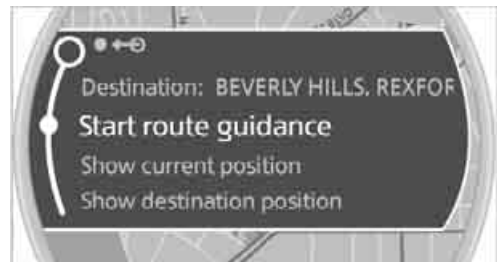 Destination: BEVERLY HILLS, REXFOR
Start route guidance
Show current position
Show destination position